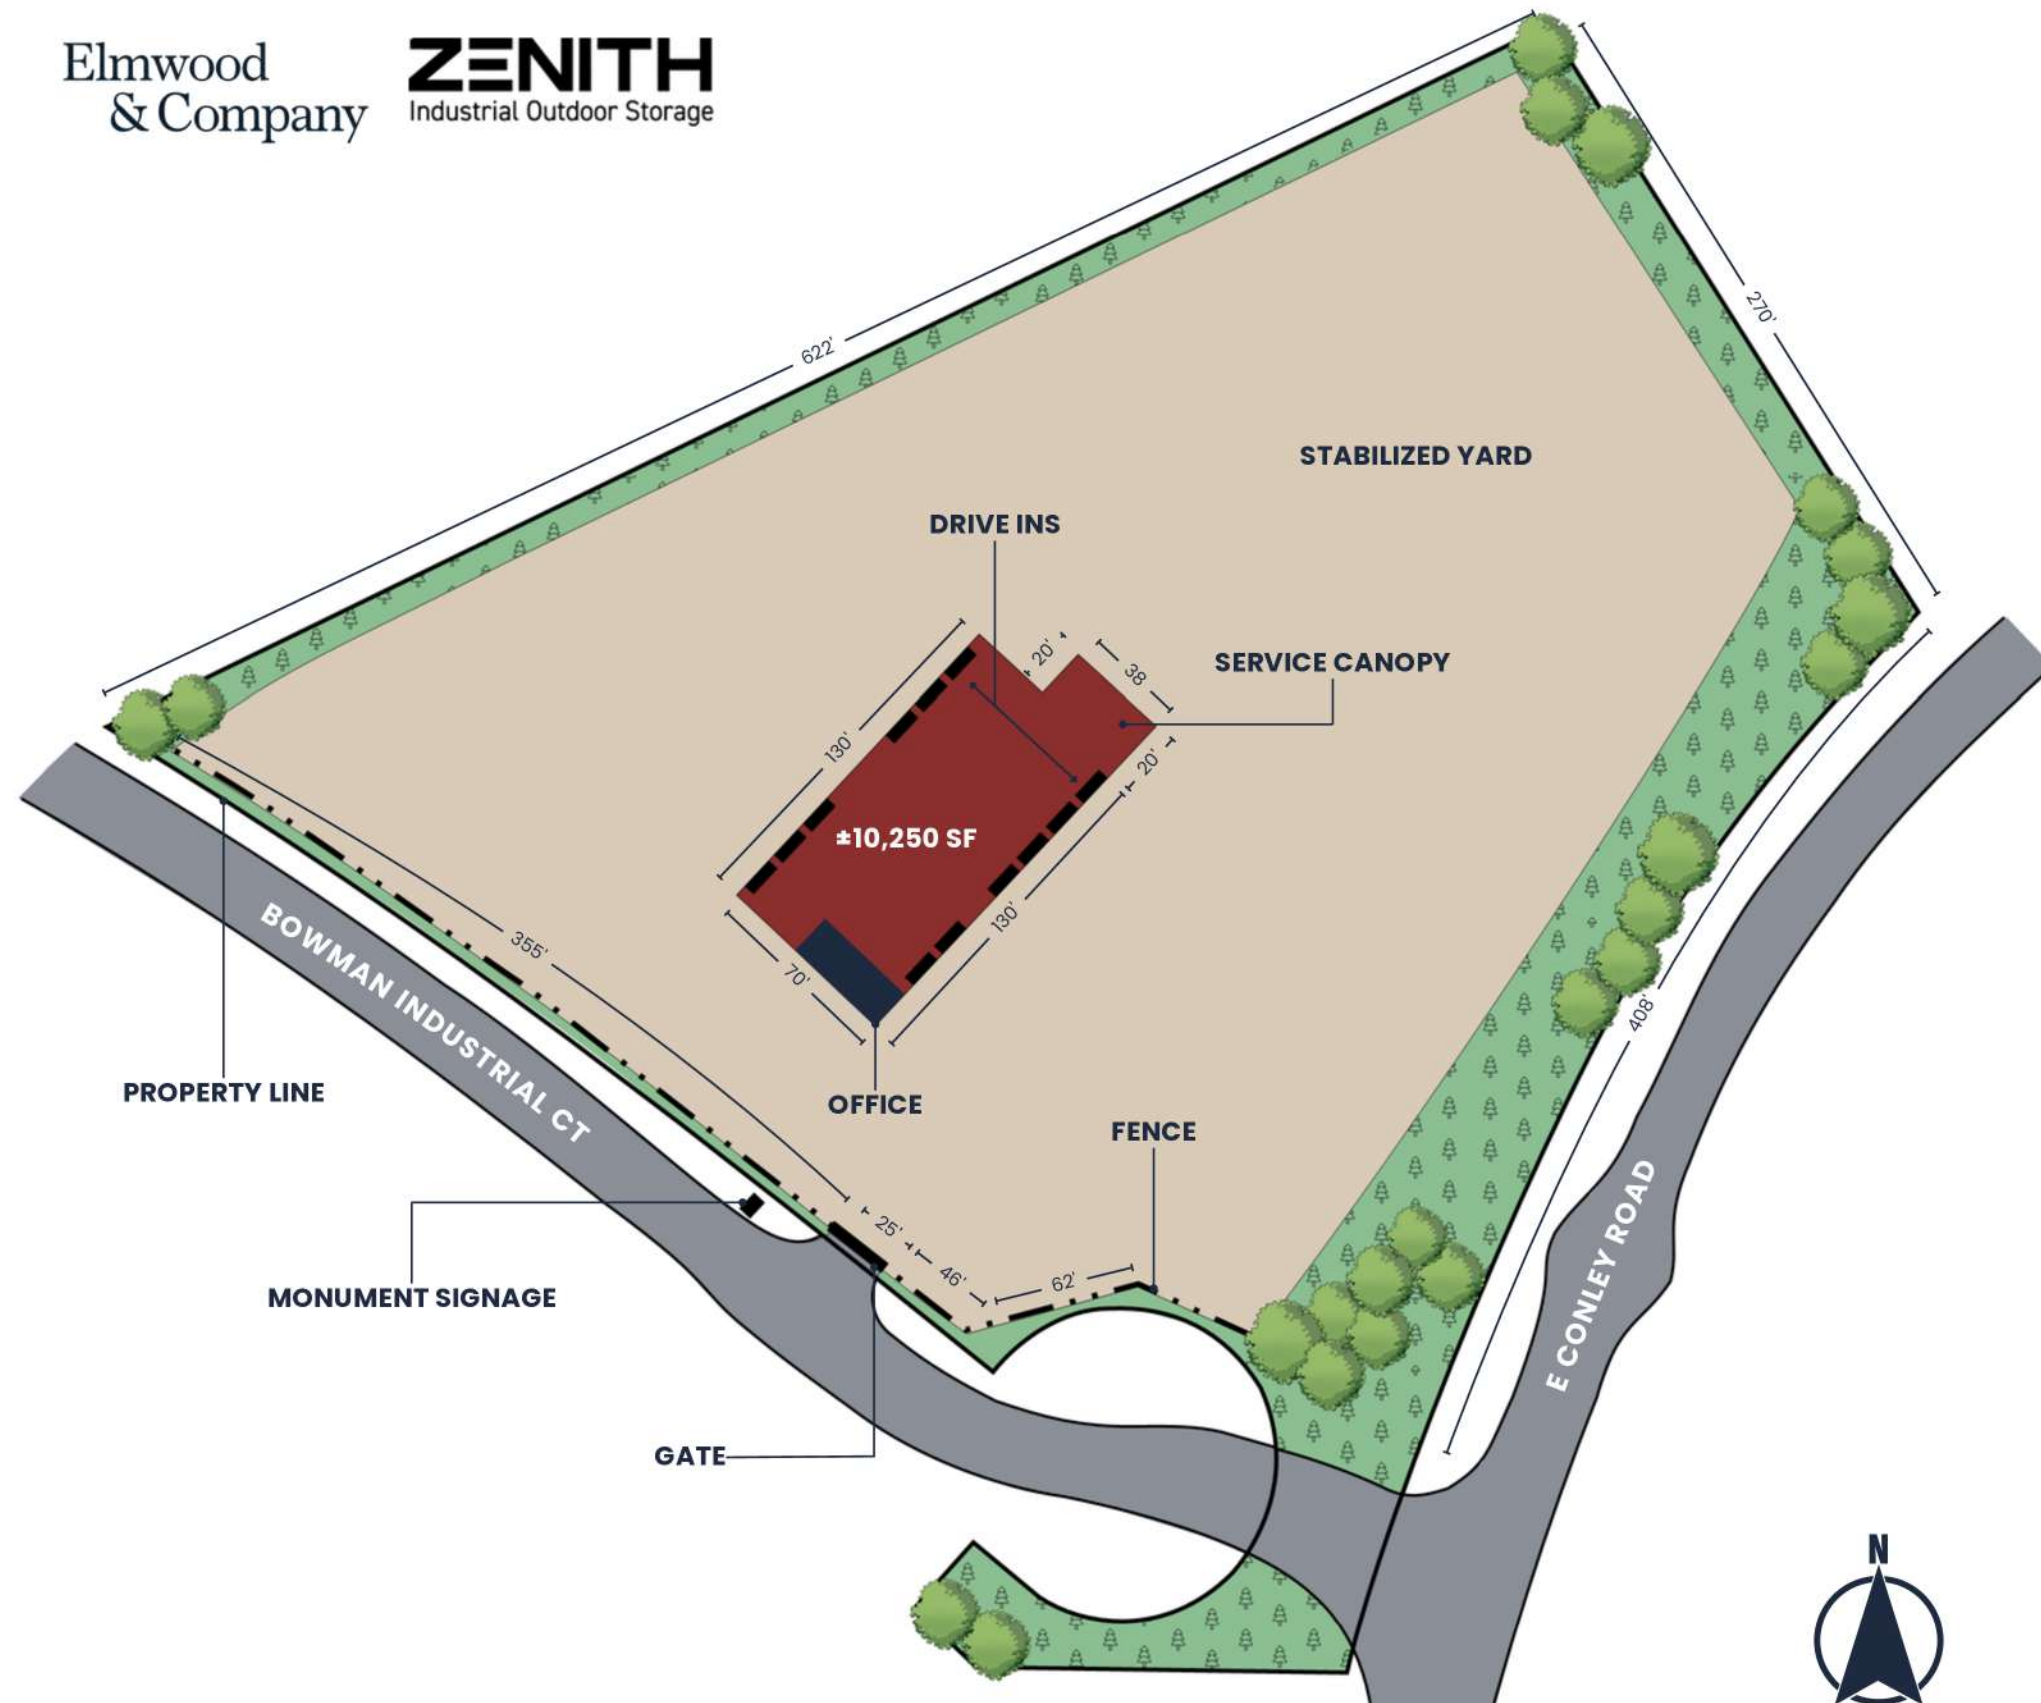 Elmwood
& Company
ZENITH
Industrial Outdoor Storage
622'
270'
STABILIZED YARD
DRIVE INS
20'
38
SERVICE CANOPY
130'
20'
±10,250 SF
130'
355'
70'
BOWMAN INDUSTRIAL CT
408'
PROPERTY LINE
OFFICE
FENCE
25'
46'
62'
MONUMENT SIGNAGE
E CONLEY ROAD
GATE
N